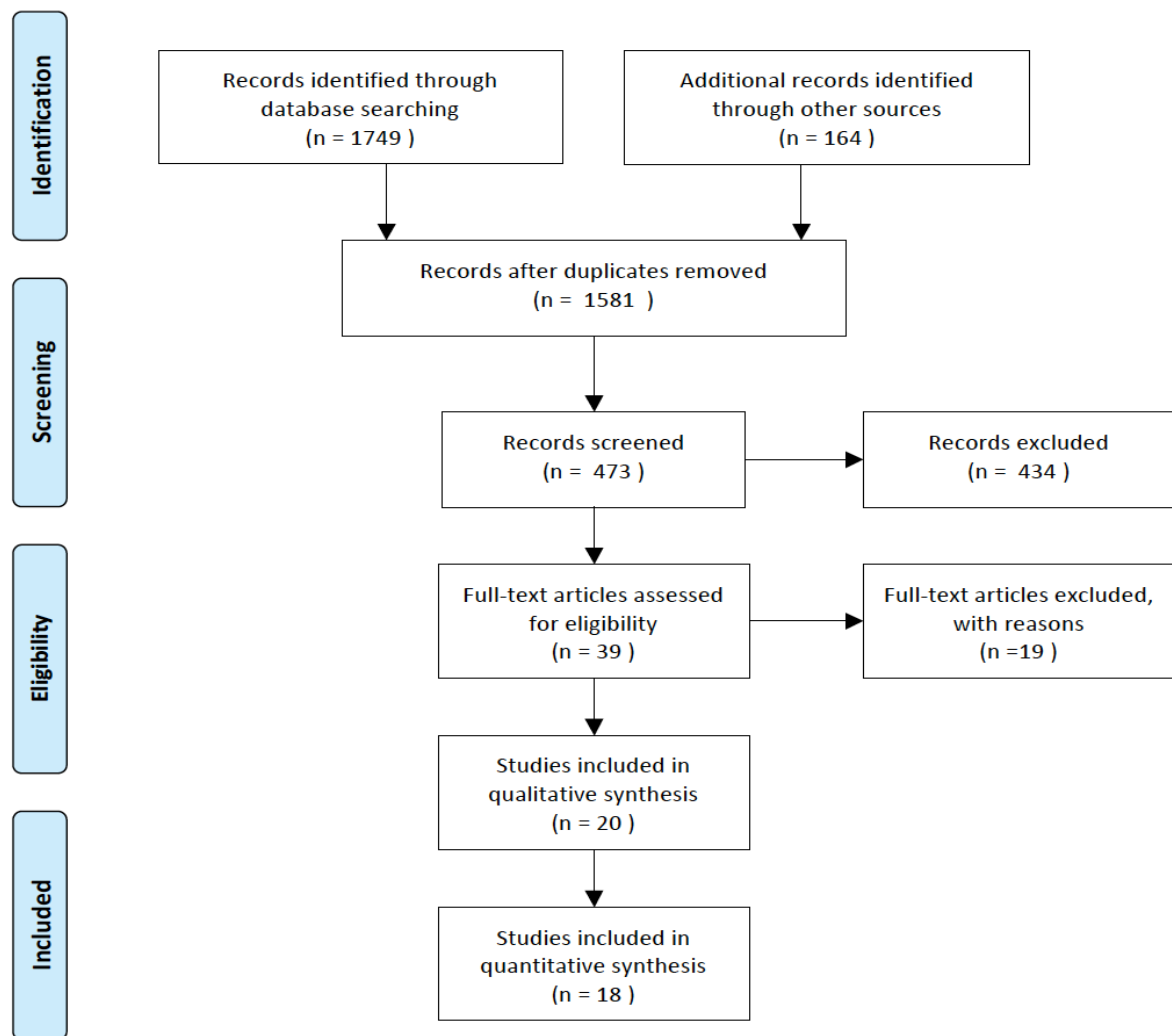 Identification
Records identified through
database searching
(n = 1749 )
Additional records identified
through other sources
(n = 164 )
Records after duplicates removed
(n = 1581 )
Screening
Records screened
(n = 473 )
Records excluded
(n = 434 )
Eligibility
Full-text articles assessed
for eligibility
(n = 39 )
Full-text articles excluded,
with reasons
(n =19 )
Studies included in
qualitative synthesis
(n = 20 )
Included
Studies included in
quantitative synthesis
(n = 18 )